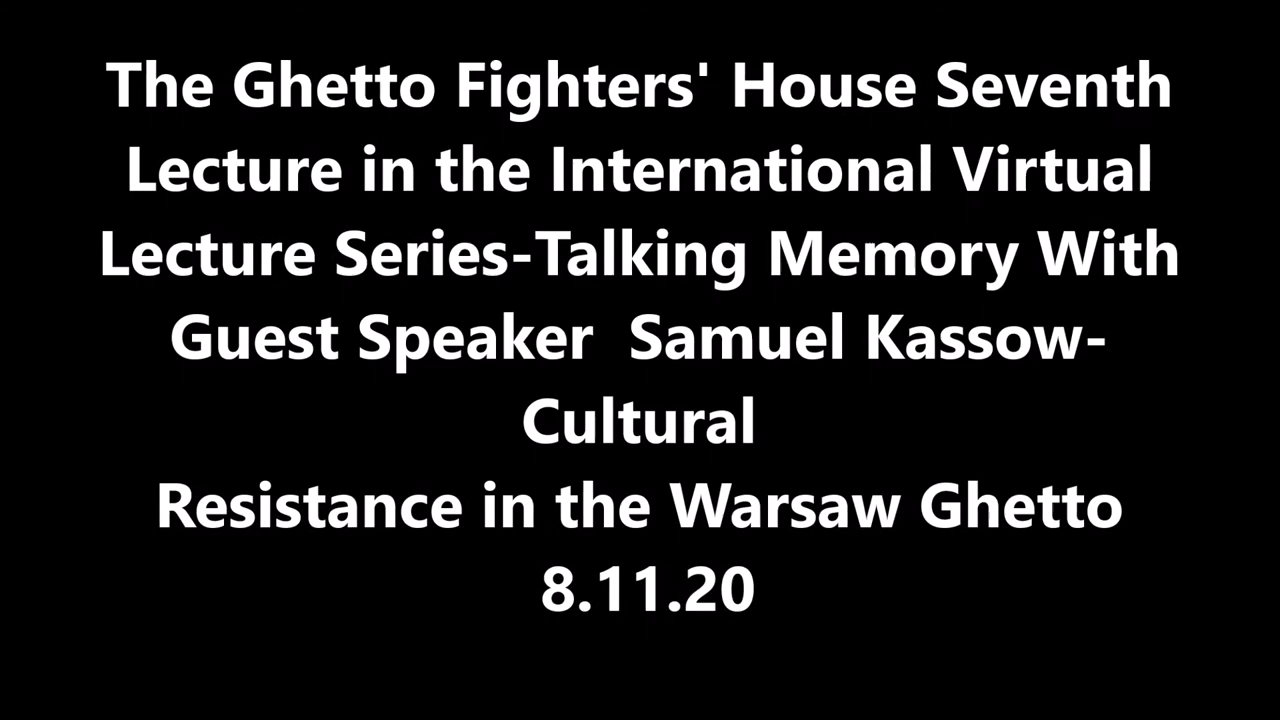 The Ghetto Fighters' House Seventh
Lecture in the International Virtual
Lecture Series-Talking Memory With
Guest Speaker  Samuel Kassow-
Cultural
Resistance in the Warsaw Ghetto
8.11.20